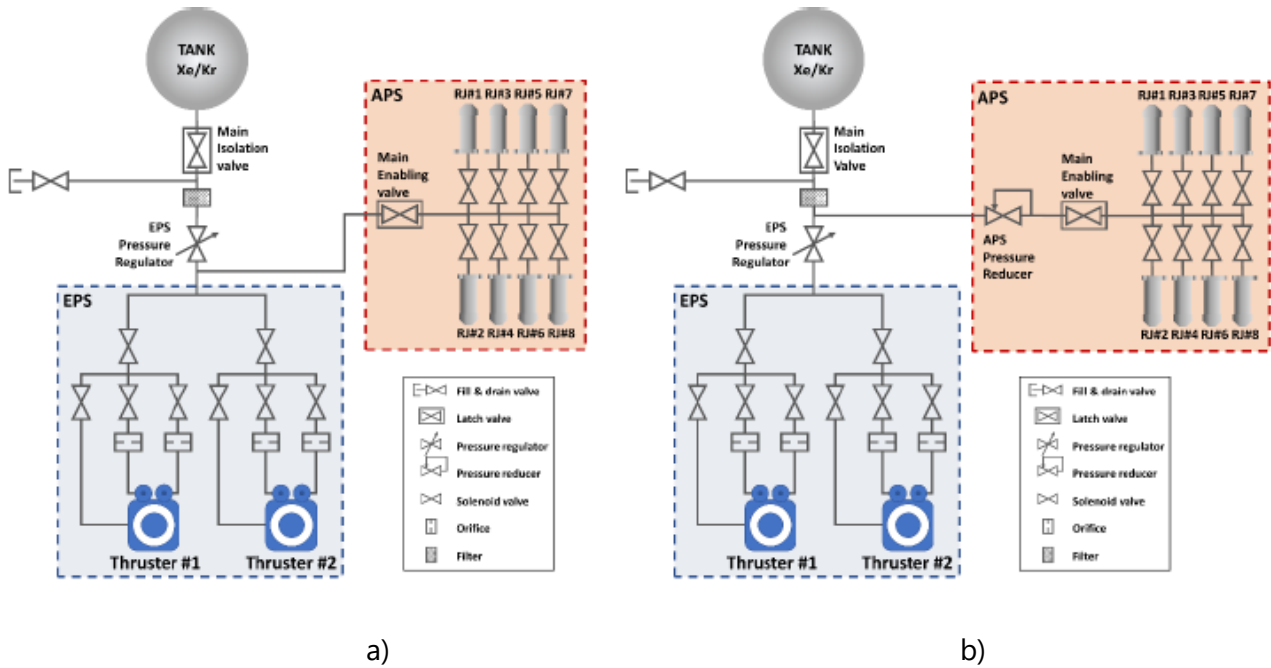 TANK
Xe/Kr
Main
Isolation
valve
EPS
Pressure
Regulator
APS
RJ#1 RJ#3 RJ#5 RJ#7
Main
Enabling
valve
RJ#2 RJ#4 RJ#6 RJ#8
EPS
Thruster #1
Thruster #2
Fill & drain valve
Latch valve
Pressure regulator
Pressure reducer
Solenoid valve
Orifice
Filter
a)
TANK
Xe/Kr
Main
Isolation
Valve
EPS
Pressure
Regulator
APS
RJ#1 RJ#3 RJ#5 RJ#7
Main
Enabling
valve
APS
Pressure
Reducer
RJ#2 RJ#4 RJ#6 RJ#8
EPS
Thruster #1
Thruster #2
Fill & drain valve
Latch valve
Pressure regulator
Pressure reducer
Solenoid valve
Orifice
Filter
b)